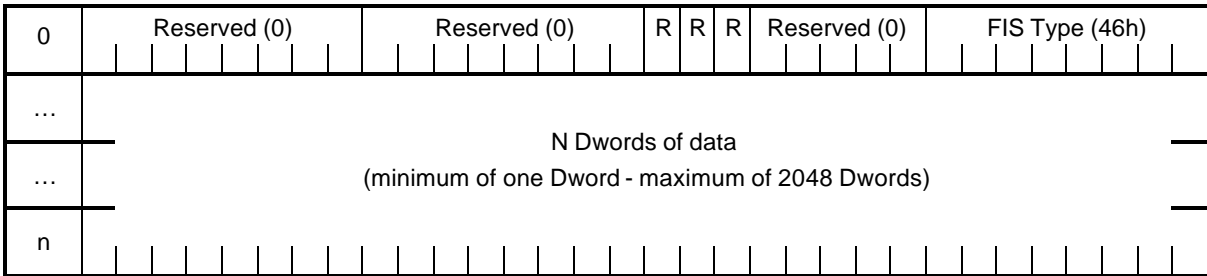 0 Reserved (0) Reserved (0) R R R Reserved (0) FIS Type (46h)
…
N Dwords of data
… (minimum of one Dword - maximum of 2048 Dwords)
n